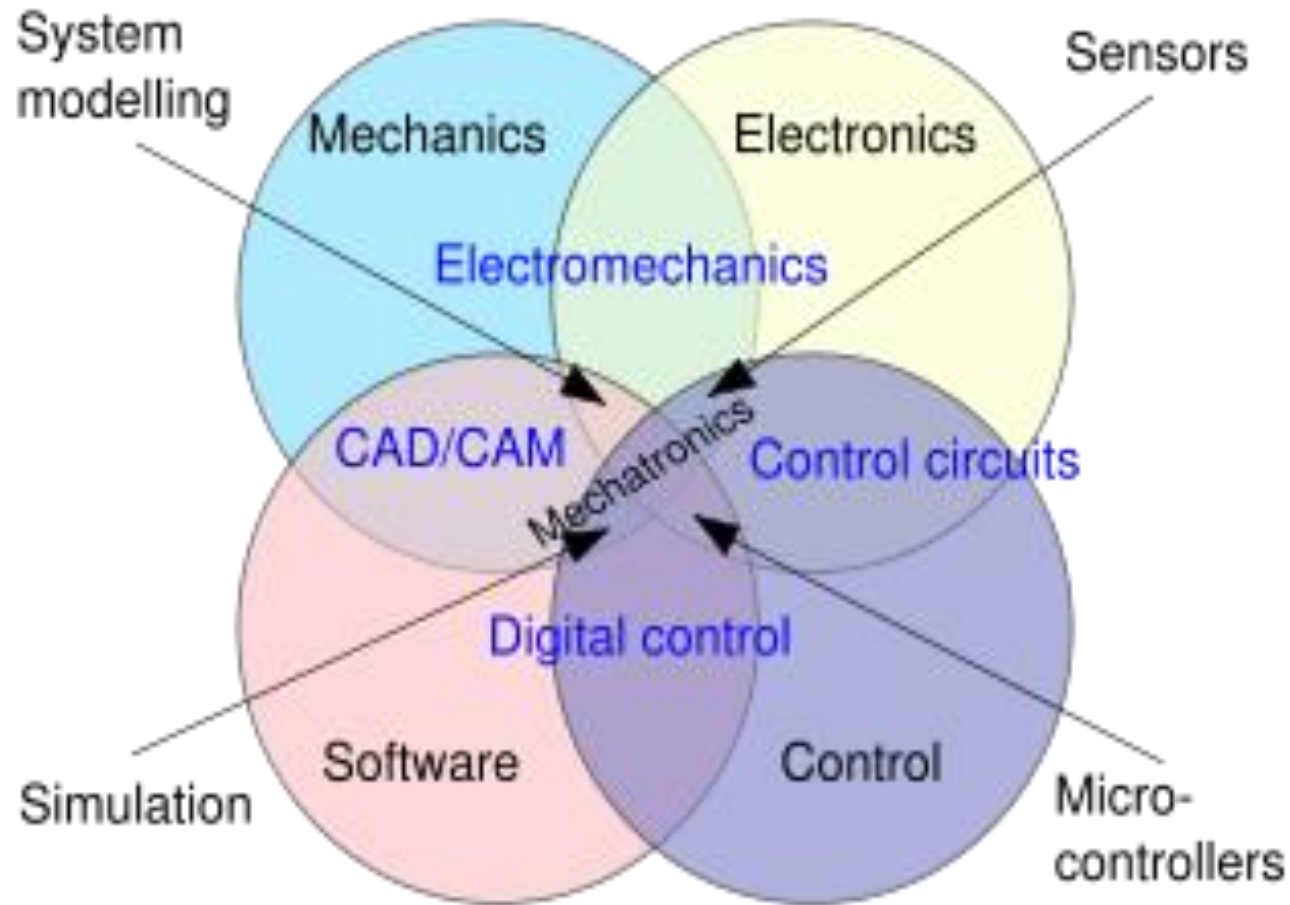 System
modelling
Sensors
Mechanics
Electronics
Electromechanics
CAD/CAM
Mechatronics
Control circuits
Digital control
Software
Control
Simulation
Micro-
controllers